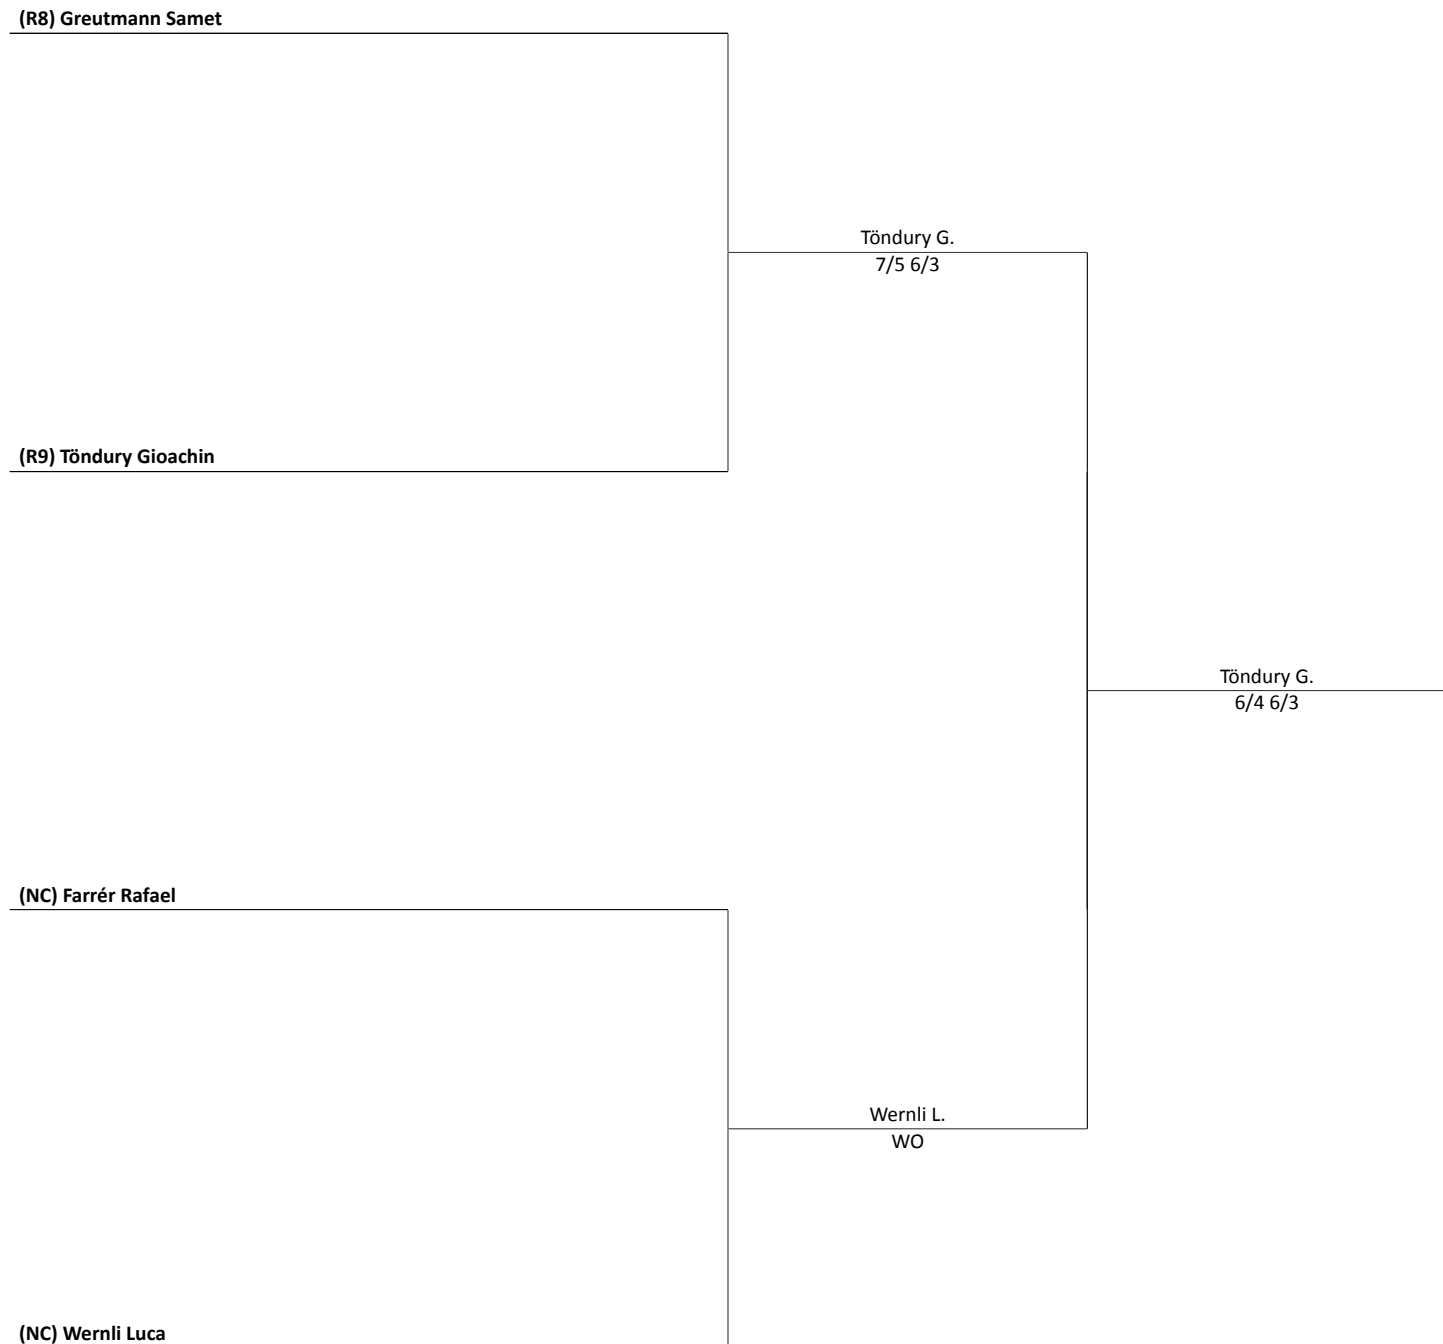 (R8) Greutmann Samet
Töndury G.
7/5 6/3
(R9) Töndury Gioachin
Töndury G.
6/4 6/3
(NC) Farrér Rafael
Wernli L.
WO
(NC) Wernli Luca